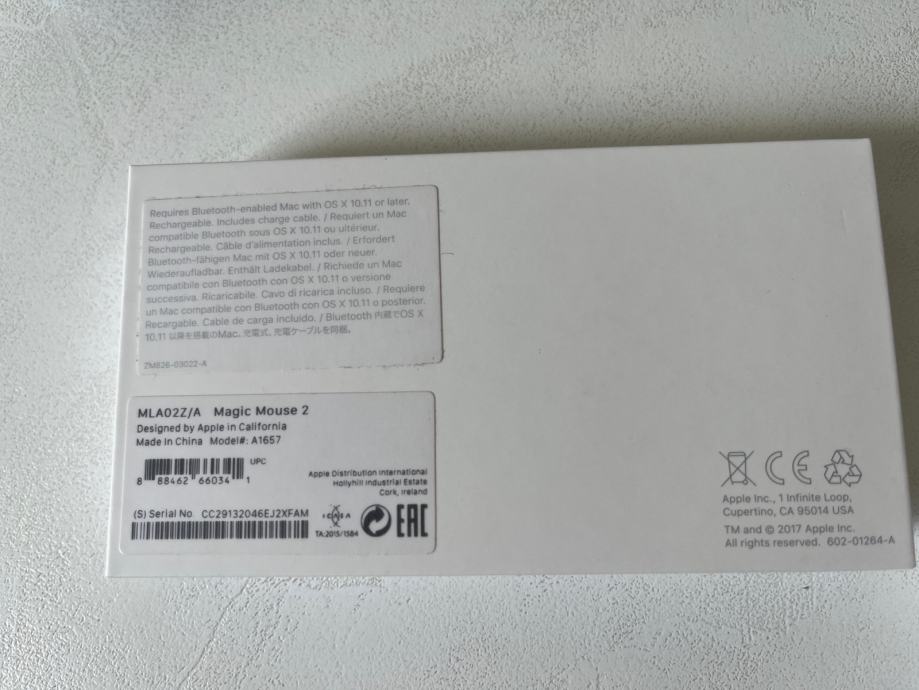 Requires Bluetooth-enabled Mac with OS X 10.11 or later.
Rechargeable. Includes charge cable. / Requiert un Mac
compatible Bluetooth sous OS X 10.11 ou ultérieur.
Rechargeable. Câble d'alimentation inclus. / Erfordert
Bluetooth-fähigen Mac mit OS X 10.11 oder neuer.
Wiederaufladbar. Enthält Ladekabel. / Richiede un Mac
compatibile con Bluetooth con OS X 10.11 o versione
successiva. Ricaricabile. Cavo di ricarica incluso. / Requiere
un Mac compatible con Bluetooth con OS X 10.11 o posterior.
Recargable. Cable de carga incluido. / Bluetooth 内蔵でOS X
10.11 以降を搭載のMac. 充電式. 充電ケーブルを同梱。
ZM826-03022-A
MLA02Z/A Magic Mouse 2
Designed by Apple in California
Made in China Model#: A1657
UPC
8 88462 66034 1
Apple Distribution International
Hollyhill Industrial Estate
Cork, Ireland
(S) Serial No. CC29132046EJ2XFAM
ICASA
TA:2015/1584
EAC
CE
Apple Inc., 1 Infinite Loop,
Cupertino, CA 95014 USA
TM and © 2017 Apple Inc.
All rights reserved. 602-01264-A